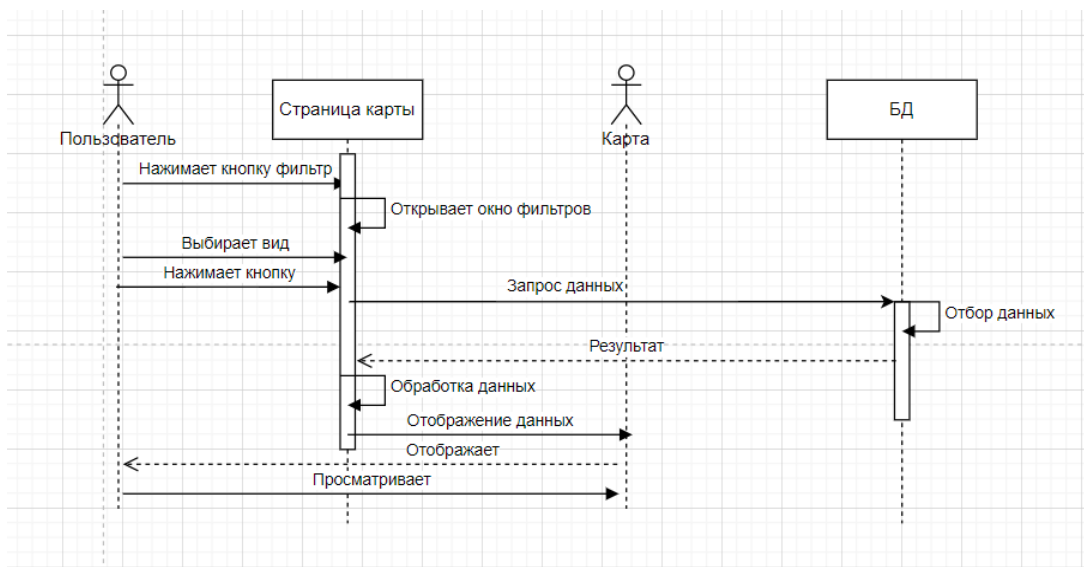 Страница карты
БД
Пользователь
Карта
Нажимает кнопку фильтр
Открывает окно фильтров
Выбирает вид
Нажимает кнопку
Запрос данных
Отбор данных
Результат
Обработка данных
Отображение данных
Отображает
Просматривает